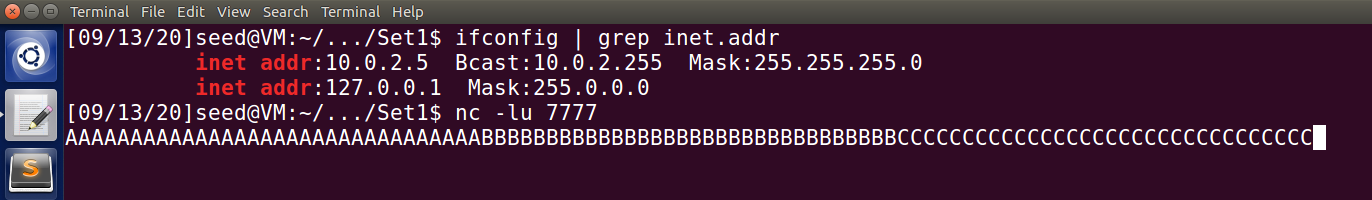 Terminal File Edit View Search Terminal Help
[09/13/20]seed@VM:~/.../Set1$ ifconfig | grep inet.addr
inet addr:10.0.2.5  Bcast:10.0.2.255  Mask:255.255.255.0
inet addr:127.0.0.1  Mask:255.0.0.0
[09/13/20]seed@VM:~/.../Set1$ nc -lu 7777
AAAAAAAAAAAAAAAAAAAAAAAAAAAAAAAABBBBBBBBBBBBBBBBBBBBBBBBBBBBBBBBCCCCCCCCCCCCCCCCCCCCCCCCCCCCCCCC